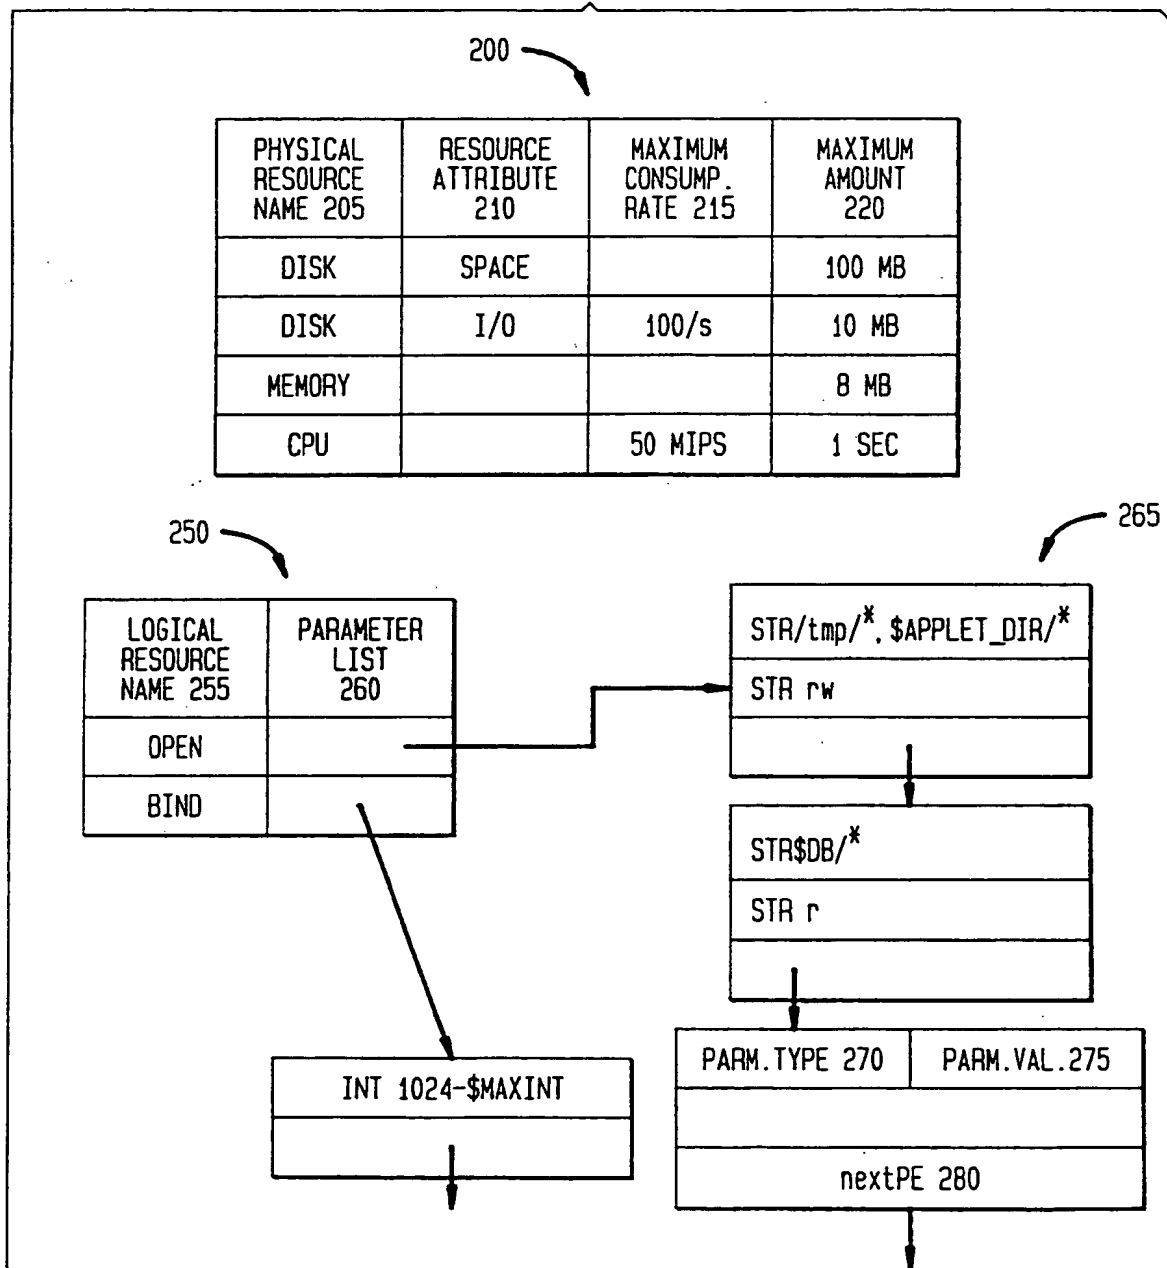 200
PHYSICAL
RESOURCE
NAME 205
RESOURCE
ATTRIBUTE
210
MAXIMUM
CONSUMP.
RATE 215
MAXIMUM
AMOUNT
220
DISK
SPACE
100 MB
DISK
I/O
100/s
10 MB
MEMORY
8 MB
CPU
50 MIPS
1 SEC
250
265
LOGICAL
RESOURCE
NAME 255
PARAMETER
LIST
260
OPEN
BIND
STR/tmp/*, $APPLET_DIR/*
STR rw
STR$DB/*
STR r
INT 1024-$MAXINT
PARM.TYPE 270
PARM.VAL.275
nextPE 280